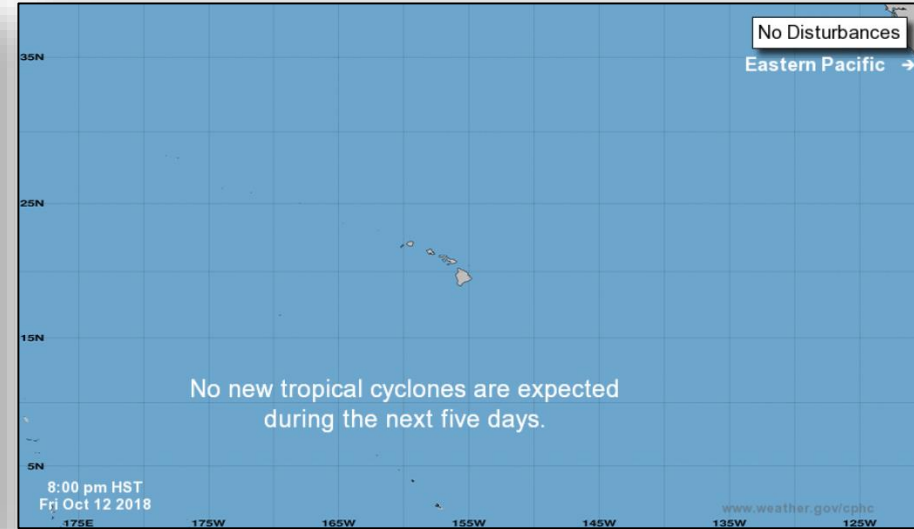 No Disturbances
Eastern Pacific →
35N
25N
15N
No new tropical cyclones are expected
during the next five days.
5N
8:00 pm HST
Fri Oct 12 2018
www.weather.gov/cphc
175E 175W 165W 155W 145W 135W 125W